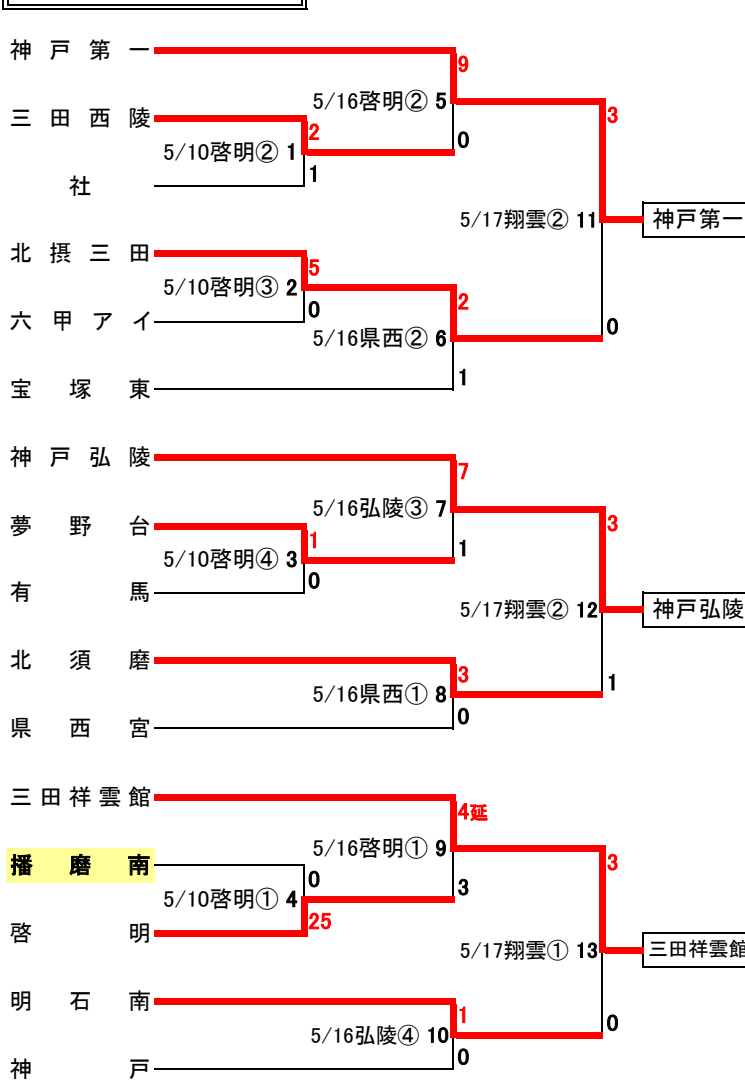 神戸第一
9
5/16啓明② 5
3
三田西陵
2
0
5/10啓明② 1
1
社
5/17翔雲② 11
神戸第一
北摂三田
5
5/10啓明③ 2
0
2
六甲アイ
0
5/16県西② 6
1
宝塚東
神戸弘陵
7
5/16弘陵③ 7
3
夢野台
1
1
5/10啓明④ 3
0
有馬
5/17翔雲② 12
神戸弘陵
北須磨
3
1
5/16県西① 8
0
県西宮
三田祥雲館
4延
5/16啓明① 9
3
播磨南
0
3
5/10啓明① 4
25
啓明
5/17翔雲① 13
三田祥雲館
明石南
1
0
5/16弘陵④ 10
0
神戸